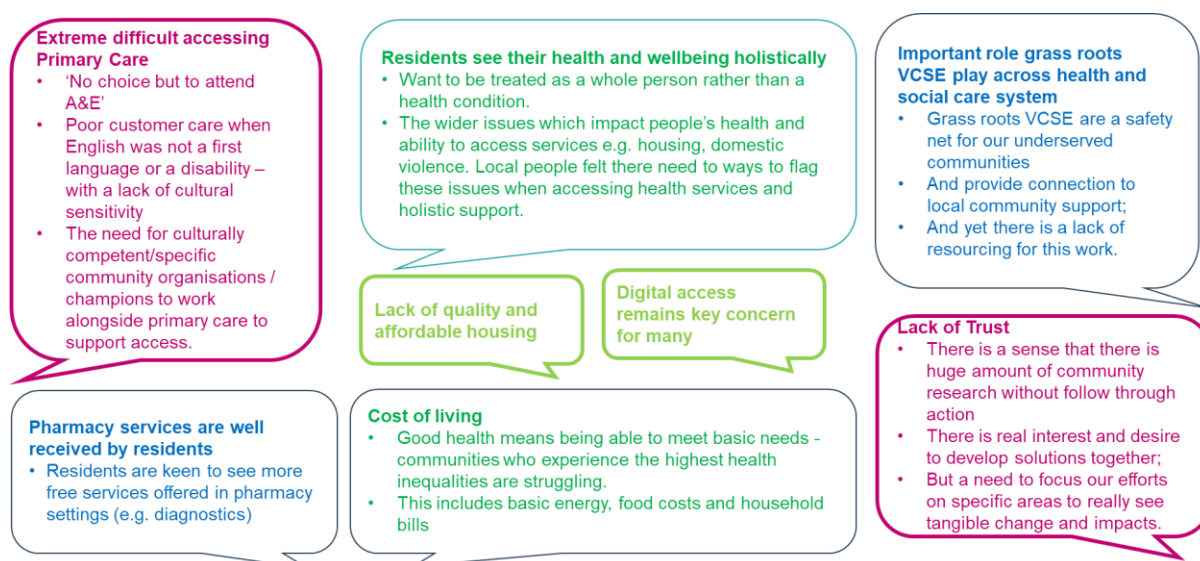 Extreme difficult accessing
Primary Care
• 'No choice but to attend
A&E'
• Poor customer care when
English was not a first
language or a disability –
with a lack of cultural
sensitivity
• The need for culturally
competent/specific
community organisations /
champions to work
alongside primary care to
support access.
Residents see their health and wellbeing holistically
• Want to be treated as a whole person rather than a
health condition.
• The wider issues which impact people's health and
ability to access services e.g. housing, domestic
violence. Local people felt there need to ways to flag
these issues when accessing health services and
holistic support.
Important role grass roots
VCSE play across health and
social care system
• Grass roots VCSE are a safety
net for our underserved
communities
• And provide connection to
local community support;
• And yet there is a lack of
resourcing for this work.
Lack of quality and
affordable housing
Digital access
remains key concern
for many
Lack of Trust
• There is a sense that there is
huge amount of community
research without follow through
action
• There is real interest and desire
to develop solutions together;
• But a need to focus our efforts
on specific areas to really see
tangible change and impacts.
Pharmacy services are well
received by residents
• Residents are keen to see more
free services offered in pharmacy
settings (e.g. diagnostics)
Cost of living
• Good health means being able to meet basic needs -
communities who experience the highest health
inequalities are struggling.
• This includes basic energy, food costs and household
bills